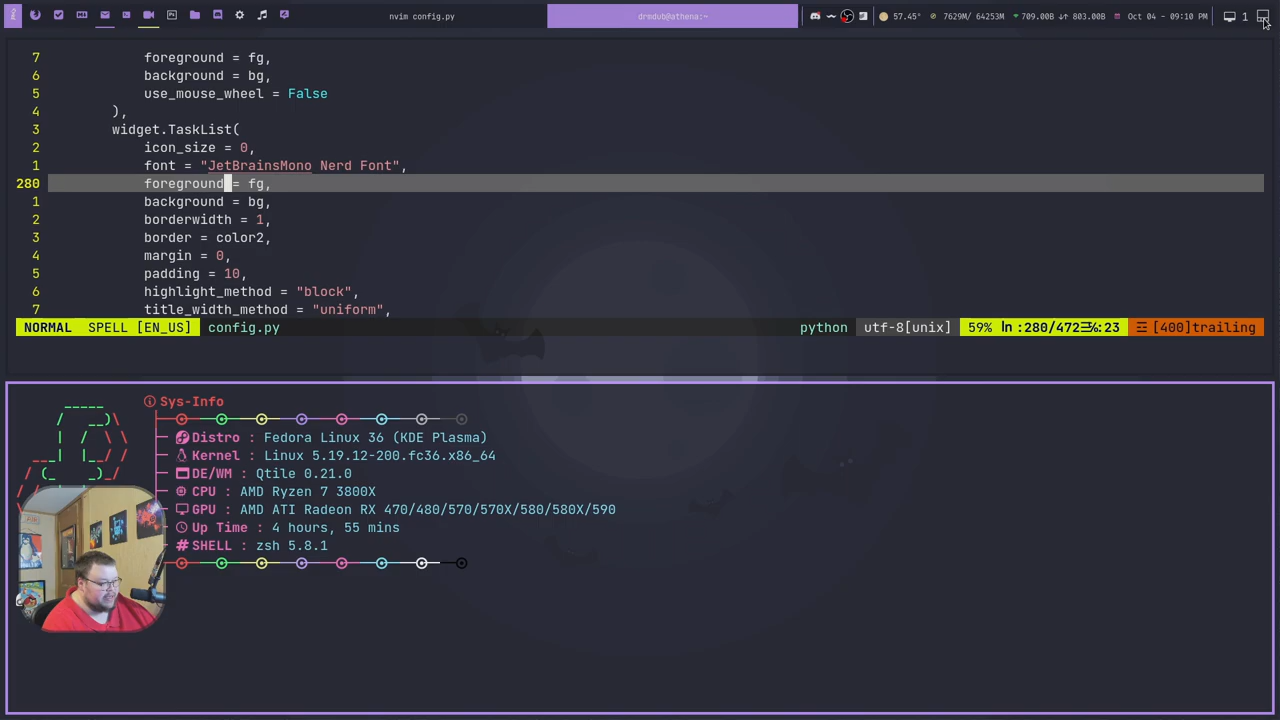 nvim config.py
drmdub@athena:~
57.45°
7629M/ 64253M
709.00B ↓↑ 803.00B
Oct 04 - 09:10 PM
1
7 foreground = fg,
6 background = bg,
5 use_mouse_wheel = False
4 ),
3 widget.TaskList(
2 icon_size = 0,
1 font = "JetBrainsMono Nerd Font",
280 foreground = fg,
1 background = bg,
2 borderwidth = 1,
3 border = color2,
4 margin = 0,
5 padding = 10,
6 highlight_method = "block",
7 title_width_method = "uniform",
NORMAL SPELL [EN_US] config.py python utf-8[unix] 59% ln :280/472 ℅:23 [400]trailing
Sys-Info
Distro : Fedora Linux 36 (KDE Plasma)
Kernel : Linux 5.19.12-200.fc36.x86_64
DE/WM : Qtile 0.21.0
CPU : AMD Ryzen 7 3800X
GPU : AMD ATI Radeon RX 470/480/570/570X/580/580X/590
Up Time : 4 hours, 55 mins
SHELL : zsh 5.8.1